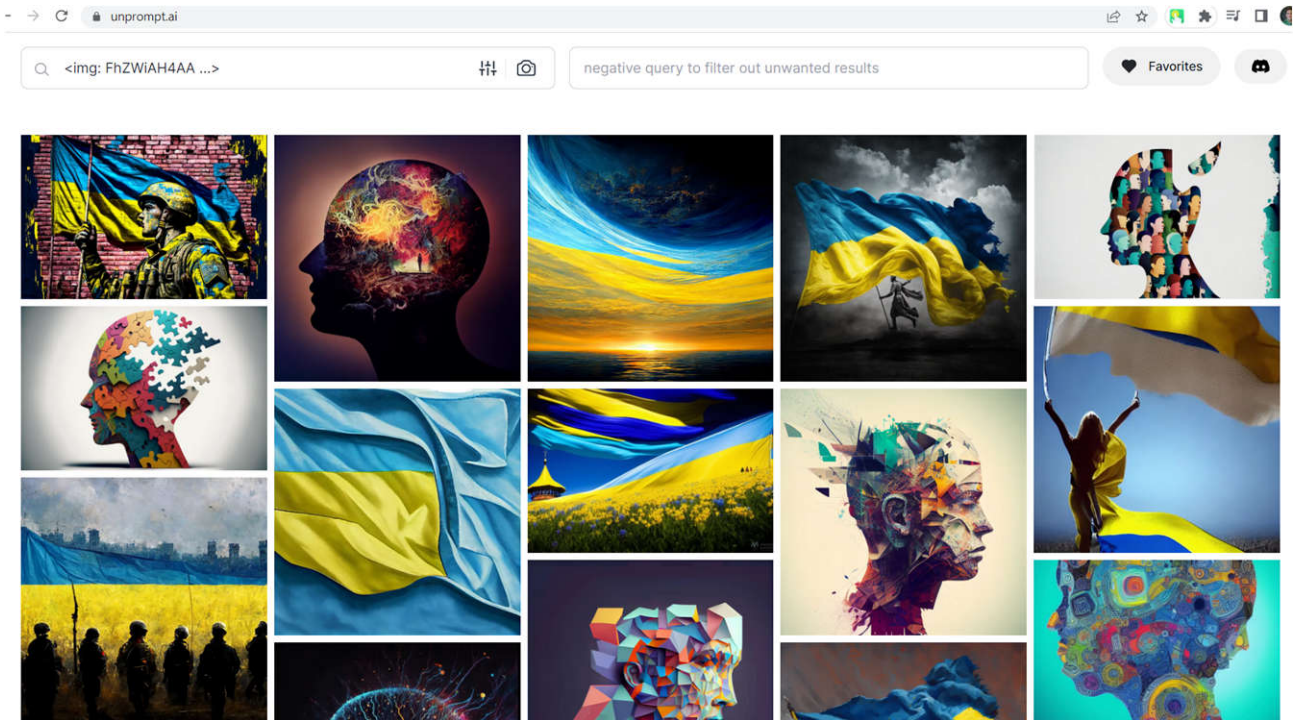 unprompt.ai
<img: FhZWiAH4AA ...>
negative query to filter out unwanted results
Favorites